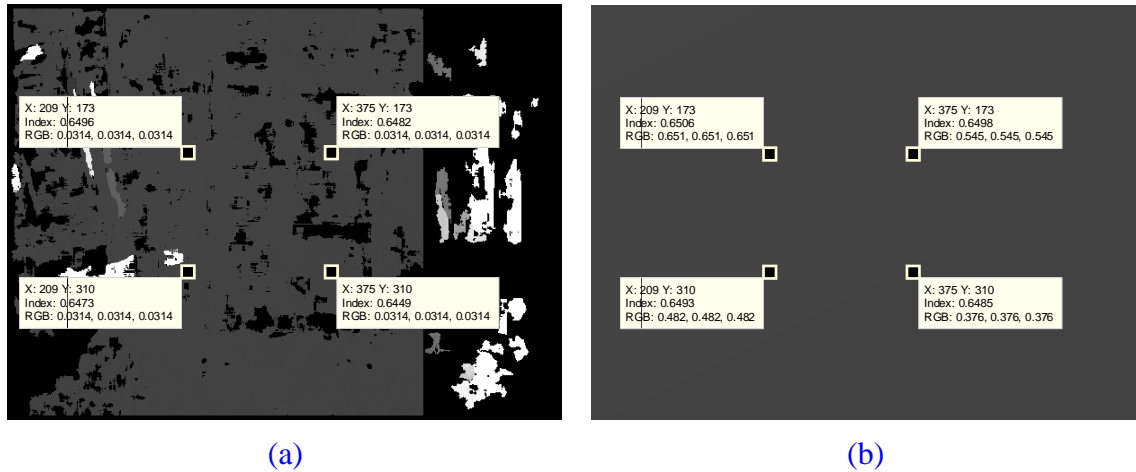 X: 209 Y: 173
Index: 0.6496
RGB: 0.0314, 0.0314, 0.0314
X: 375 Y: 173
Index: 0.6482
RGB: 0.0314, 0.0314, 0.0314
X: 209 Y: 310
Index: 0.6473
RGB: 0.0314, 0.0314, 0.0314
X: 375 Y: 310
Index: 0.6449
RGB: 0.0314, 0.0314, 0.0314
(a)
X: 209 Y: 173
Index: 0.6506
RGB: 0.651, 0.651, 0.651
X: 375 Y: 173
Index: 0.6498
RGB: 0.545, 0.545, 0.545
X: 209 Y: 310
Index: 0.6493
RGB: 0.482, 0.482, 0.482
X: 375 Y: 310
Index: 0.6485
RGB: 0.376, 0.376, 0.376
(b)